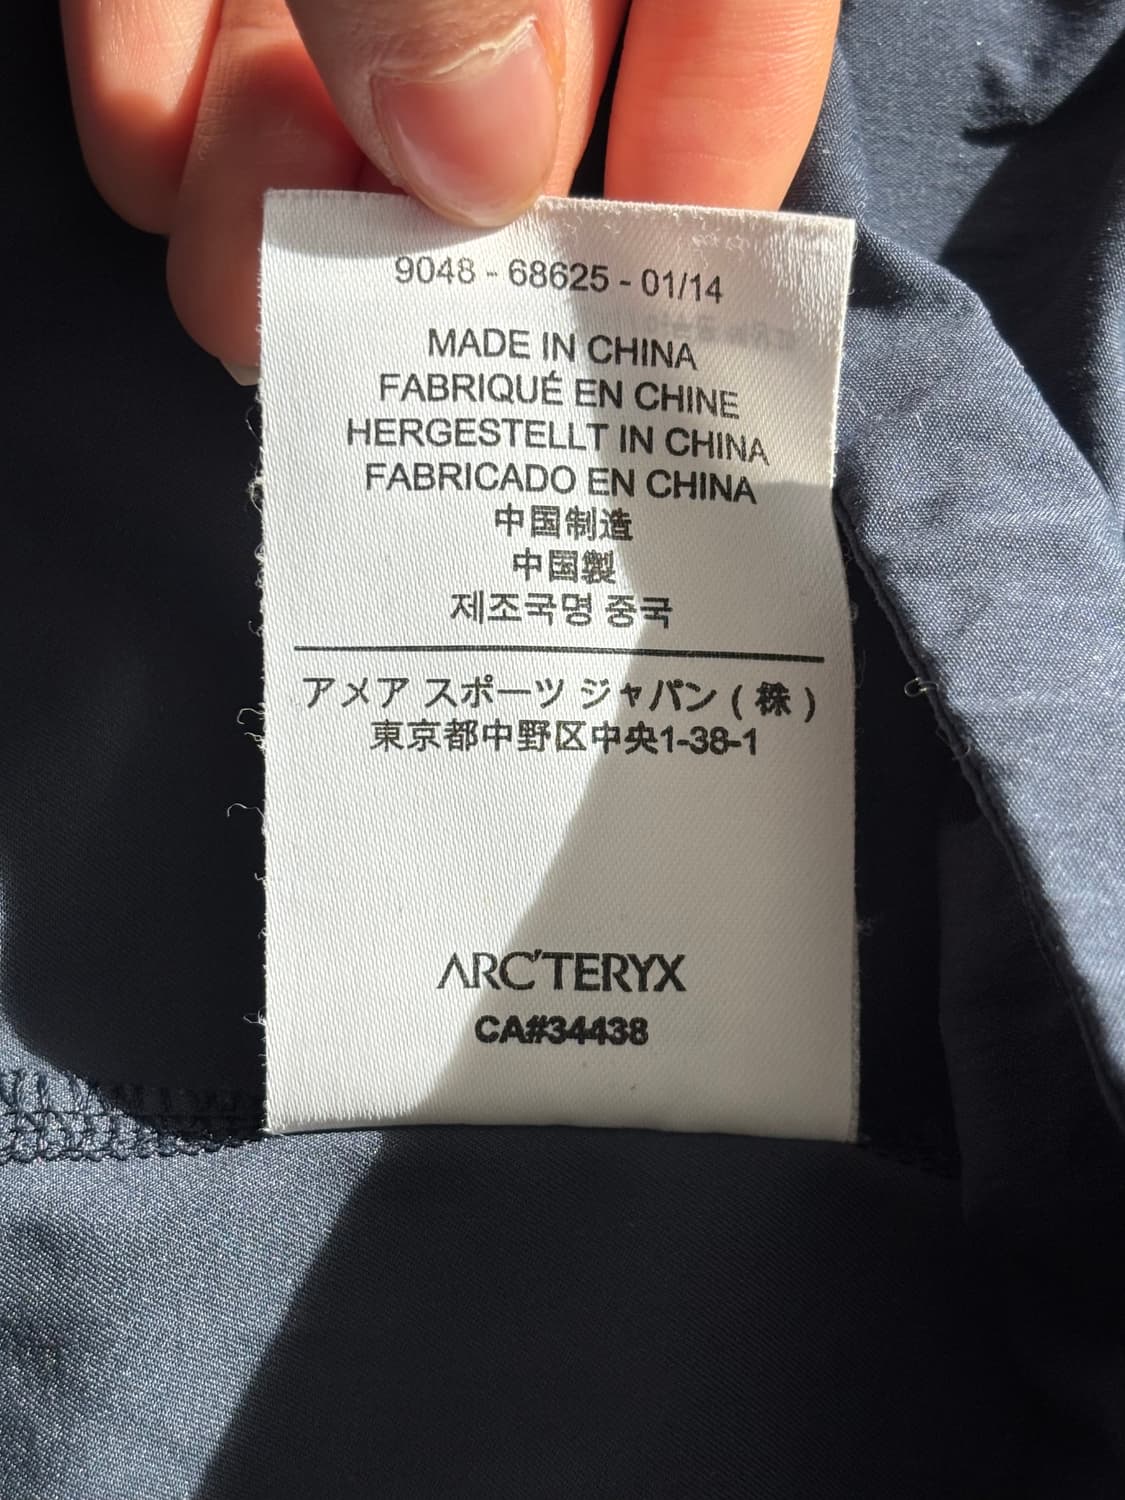 9048 - 68625 - 01/14
MADE IN CHINA
FABRIQUÉ EN CHINE
HERGESTELLT IN CHINA
FABRICADO EN CHINA
中国制造
中国製
제조국명 중국
アメア スポーツ ジャパン ( 株 )
東京都中野区中央1-38-1
ARC'TERYX
CA#34438